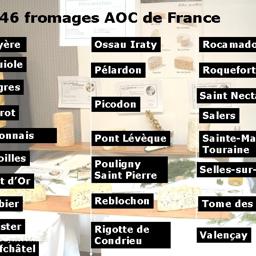 46 fromages AOC de France
yère
uiole
gres
rot
onnais
oilles
t d'Or
bier
ster
fchâtel
Ossau Iraty
Pélardon
Picodon
Pont Lévèque
Pouligny
Saint Pierre
Reblochon
Rigotte de
Condrieu
Rocamado
Roquefort
Saint Necta
Salers
Sainte-Ma
Touraine
Selles-sur-
Tome des
Valençay